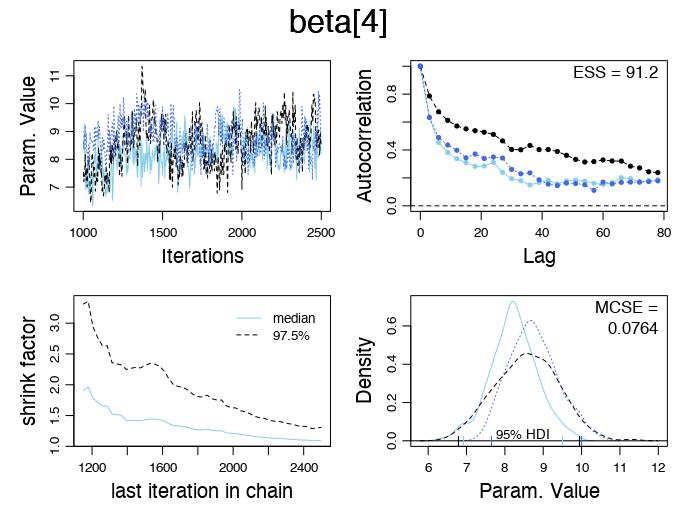 beta[4]
Param. Value
7 8 9 10 11
1000 1500 2000 2500
Iterations
Autocorrelation
0.0 0.4 0.8
ESS = 91.2
0 20 40 60 80
Lag
shrink factor
1.0 1.5 2.0 2.5 3.0
median
97.5%
1200 1600 2000 2400
last iteration in chain
Density
0.0 0.2 0.4 0.6
MCSE =
0.0764
95% HDI
6 7 8 9 10 11 12
Param. Value